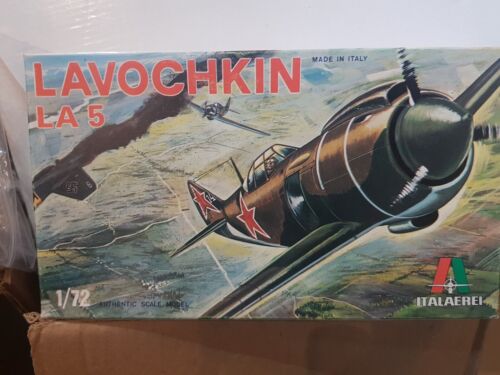 LAVOCHKIN
LA 5
MADE IN ITALY
1/72
AUTHENTIC SCALE MODEL
ITALAEREI